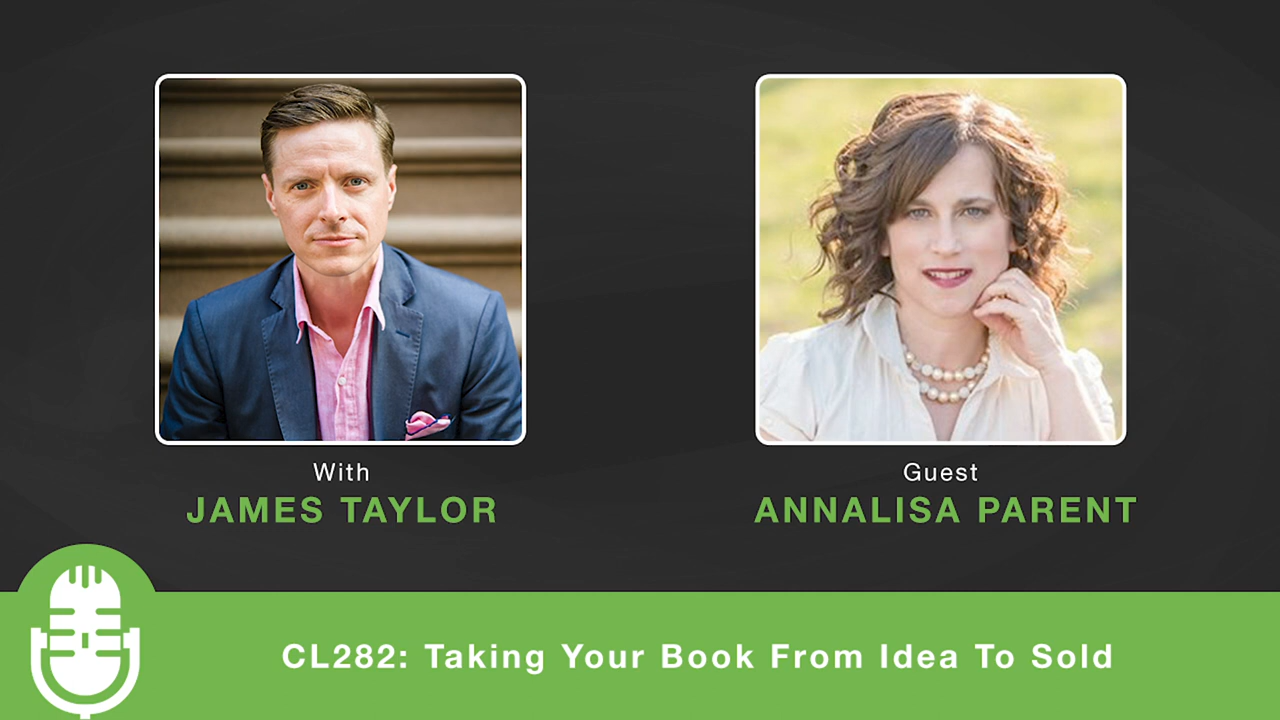 With
JAMES TAYLOR
Guest
ANNALISA PARENT
CL282: Taking Your Book From Idea To Sold